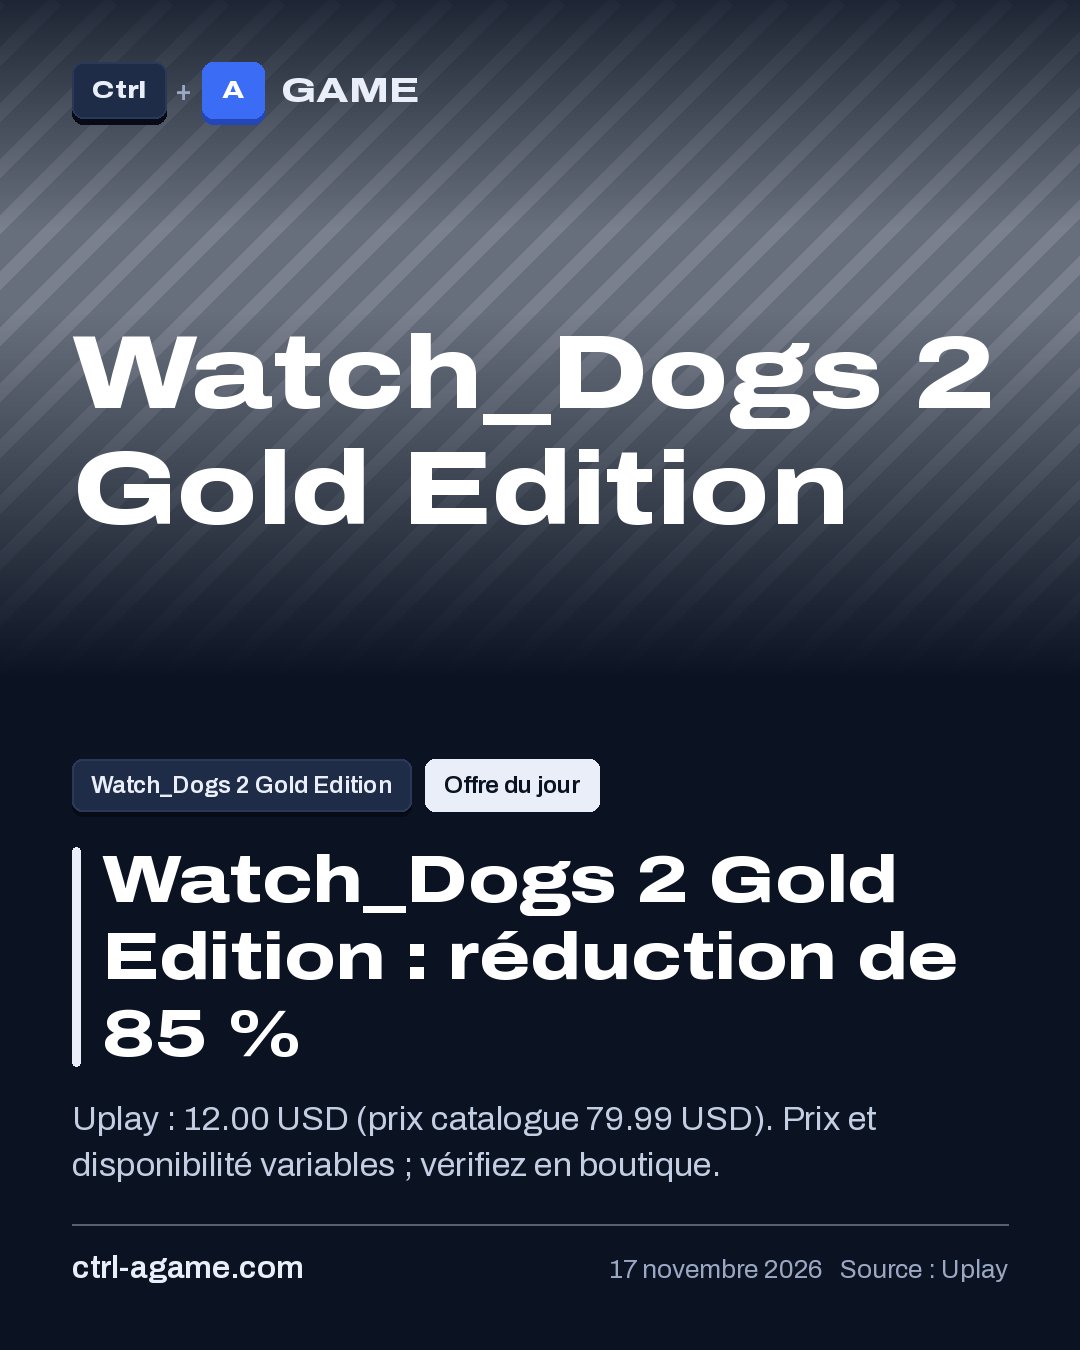 Ctrl + A GAME
Watch_Dogs 2
Gold Edition
Watch_Dogs 2 Gold Edition
Offre du jour
Watch_Dogs 2 Gold
Edition : réduction de
85 %
Uplay : 12.00 USD (prix catalogue 79.99 USD). Prix et
disponibilité variables ; vérifiez en boutique.
ctrl-agame.com
17 novembre 2026 Source : Uplay